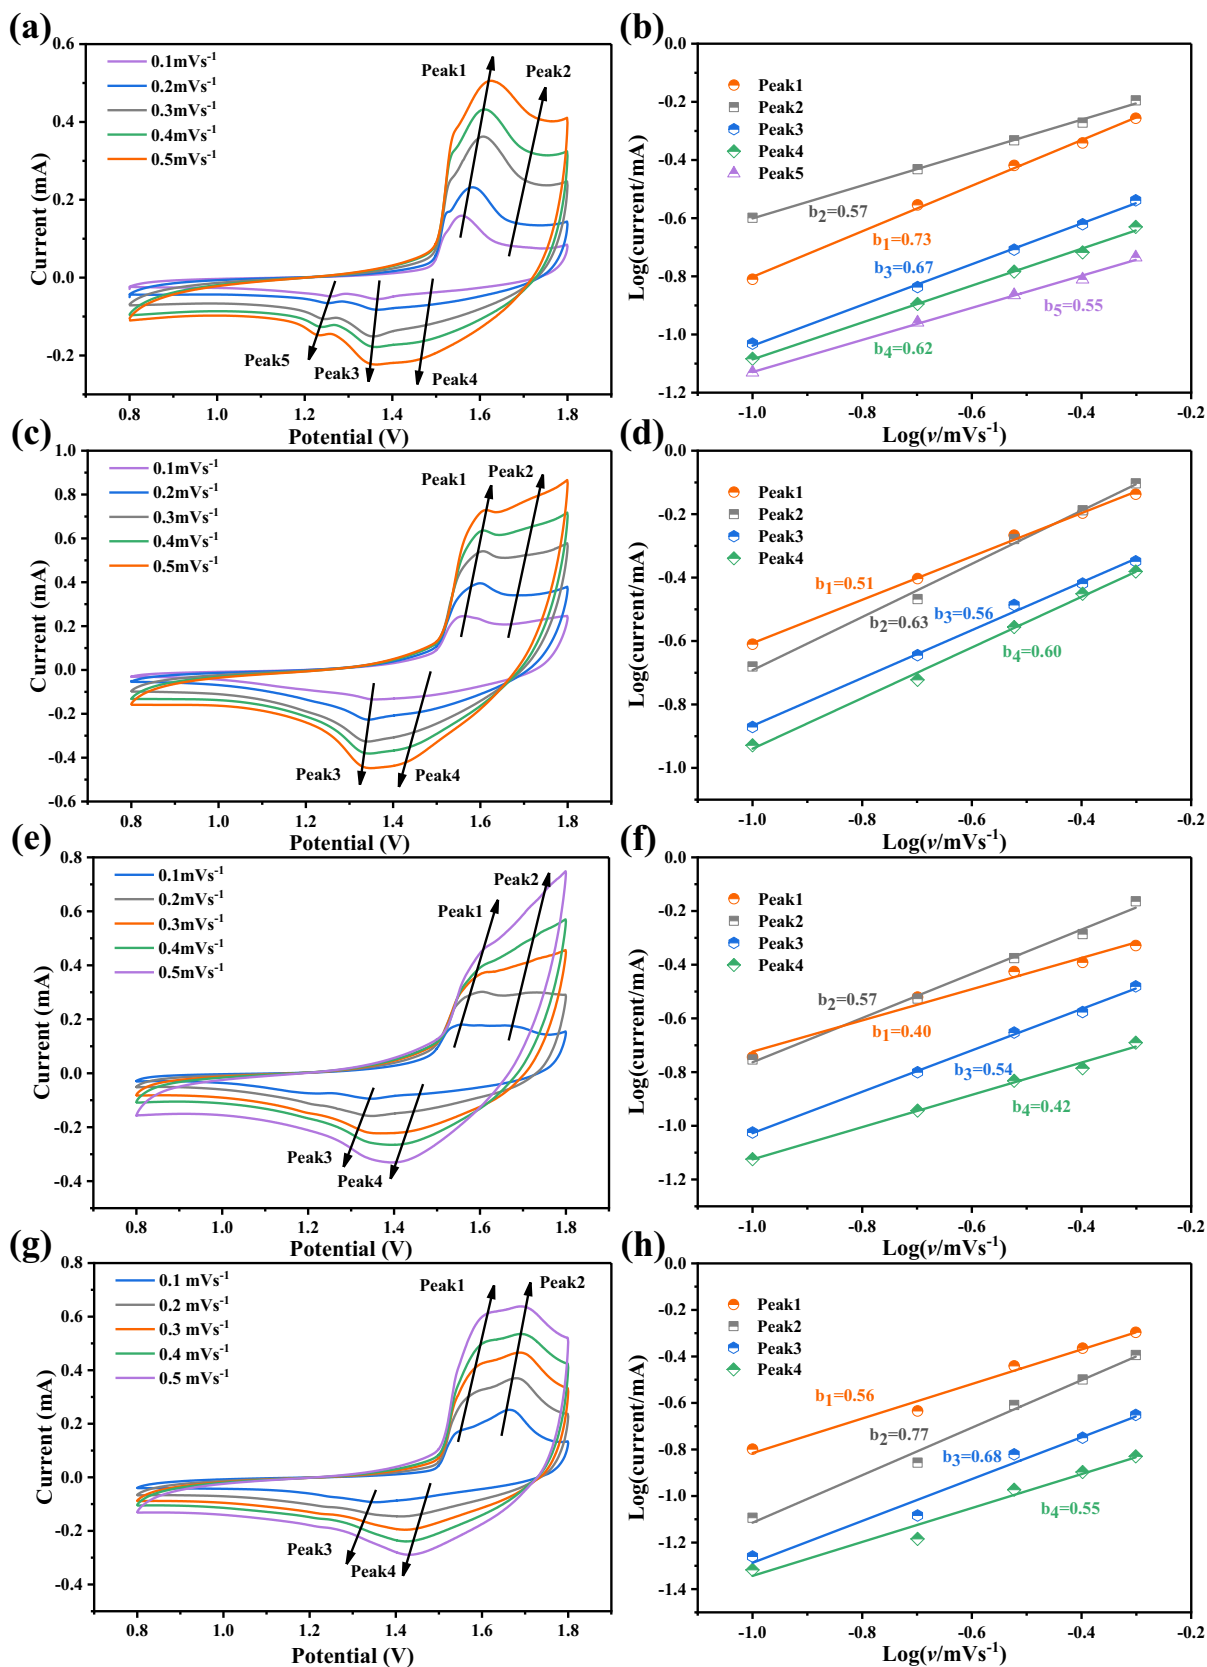 (a)
0.6
0.4
0.2
0.0
-0.2
Current (mA)
0.1mVs-1
0.2mVs-1
0.3mVs-1
0.4mVs-1
0.5mVs-1
Peak1
Peak2
Peak5
Peak3
Peak4
0.8 1.0 1.2 1.4 1.6 1.8
Potential (V)
(b)
0.0
-0.2
-0.4
-0.6
-0.8
-1.0
-1.2
Log(current/mA)
Peak1
Peak2
Peak3
Peak4
Peak5
b2=0.57
b1=0.73
b3=0.67
b5=0.55
b4=0.62
-1.0 -0.8 -0.6 -0.4 -0.2
Log(v/mVs-1)
(c)
1.0
0.8
0.6
0.4
0.2
0.0
-0.2
-0.4
-0.6
Current (mA)
0.1mVs-1
0.2mVs-1
0.3mVs-1
0.4mVs-1
0.5mVs-1
Peak1
Peak2
Peak3
Peak4
0.8 1.0 1.2 1.4 1.6 1.8
Potential (V)
(d)
0.0
-0.2
-0.4
-0.6
-0.8
-1.0
Log(current/mA)
Peak1
Peak2
Peak3
Peak4
b1=0.51
b2=0.63
b3=0.56
b4=0.60
-1.0 -0.8 -0.6 -0.4 -0.2
Log(v/mVs-1)
(e)
0.8
0.6
0.4
0.2
0.0
-0.2
-0.4
Current (mA)
0.1mVs-1
0.2mVs-1
0.3mVs-1
0.4mVs-1
0.5mVs-1
Peak1
Peak2
Peak3
Peak4
0.8 1.0 1.2 1.4 1.6 1.8
Potential (V)
(f)
0.0
-0.2
-0.4
-0.6
-0.8
-1.0
-1.2
Log(current/mA)
Peak1
Peak2
Peak3
Peak4
b2=0.57
b1=0.40
b3=0.54
b4=0.42
-1.0 -0.8 -0.6 -0.4 -0.2
Log(v/mVs-1)
(g)
0.8
0.6
0.4
0.2
0.0
-0.2
-0.4
Current (mA)
0.1 mVs-1
0.2 mVs-1
0.3 mVs-1
0.4 mVs-1
0.5 mVs-1
Peak1
Peak2
Peak3
Peak4
0.8 1.0 1.2 1.4 1.6 1.8
Potential (V)
(h)
0.0
-0.2
-0.4
-0.6
-0.8
-1.0
-1.2
-1.4
Log(current/mA)
Peak1
Peak2
Peak3
Peak4
b1=0.56
b2=0.77
b3=0.68
b4=0.55
-1.0 -0.8 -0.6 -0.4 -0.2
Log(v/mVs-1)